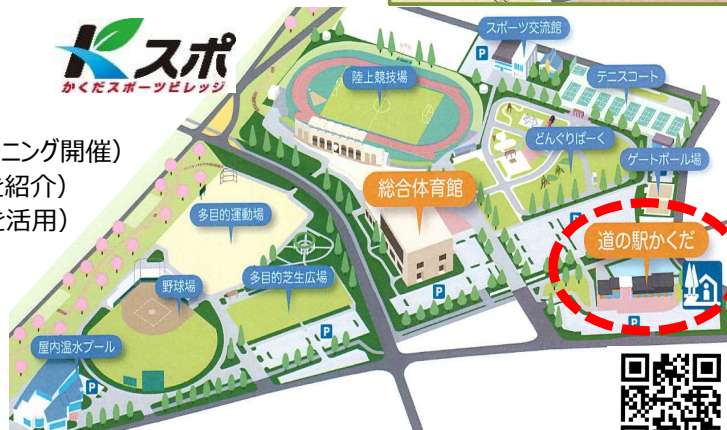 Kスポ
かくだスポーツビレッジ
ニング開催）
紹介）
活用）
スポーツ交流館
P
陸上競技場
テニスコート
どんぐりぱーく
ゲートボール場
総合体育館
多目的運動場
道の駅かくだ
P
野球場
多目的芝生広場
P
P
P
屋内温水プール
P